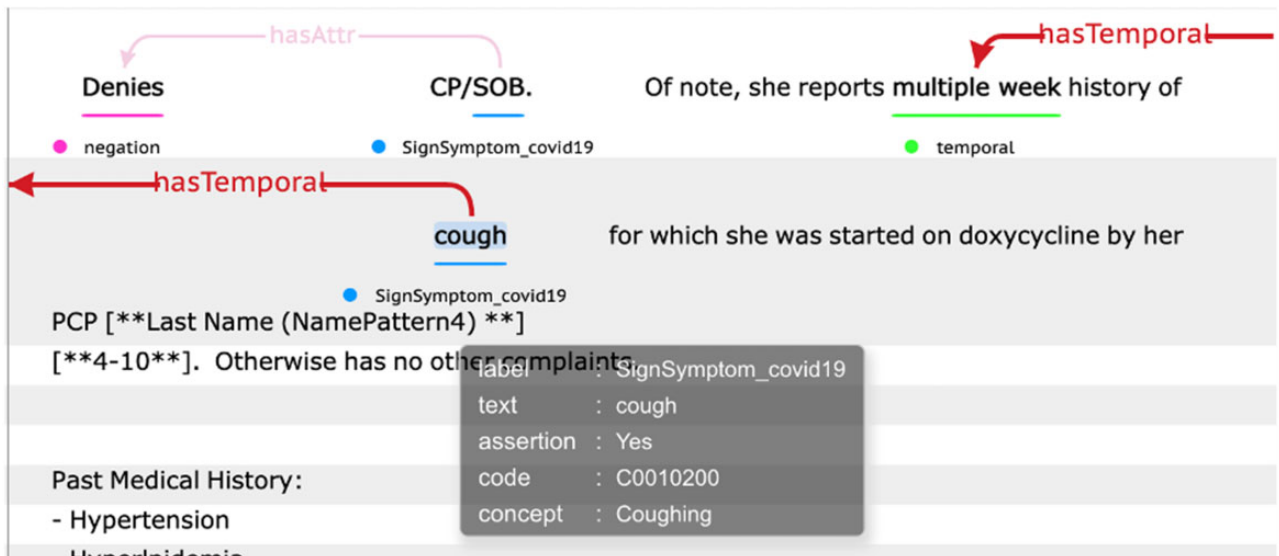 hasAttr hasTemporal
Denies CP/SOB. Of note, she reports multiple week history of
negation SignSymptom_covid19 temporal
hasTemporal
cough for which she was started on doxycycline by her
SignSymptom_covid19
PCP [**Last Name (NamePattern4) **]
[**4-10**]. Otherwise has no other complaints.
label : SignSymptom_covid19
text : cough
assertion : Yes
code : C0010200
concept : Coughing
Past Medical History:
- Hypertension